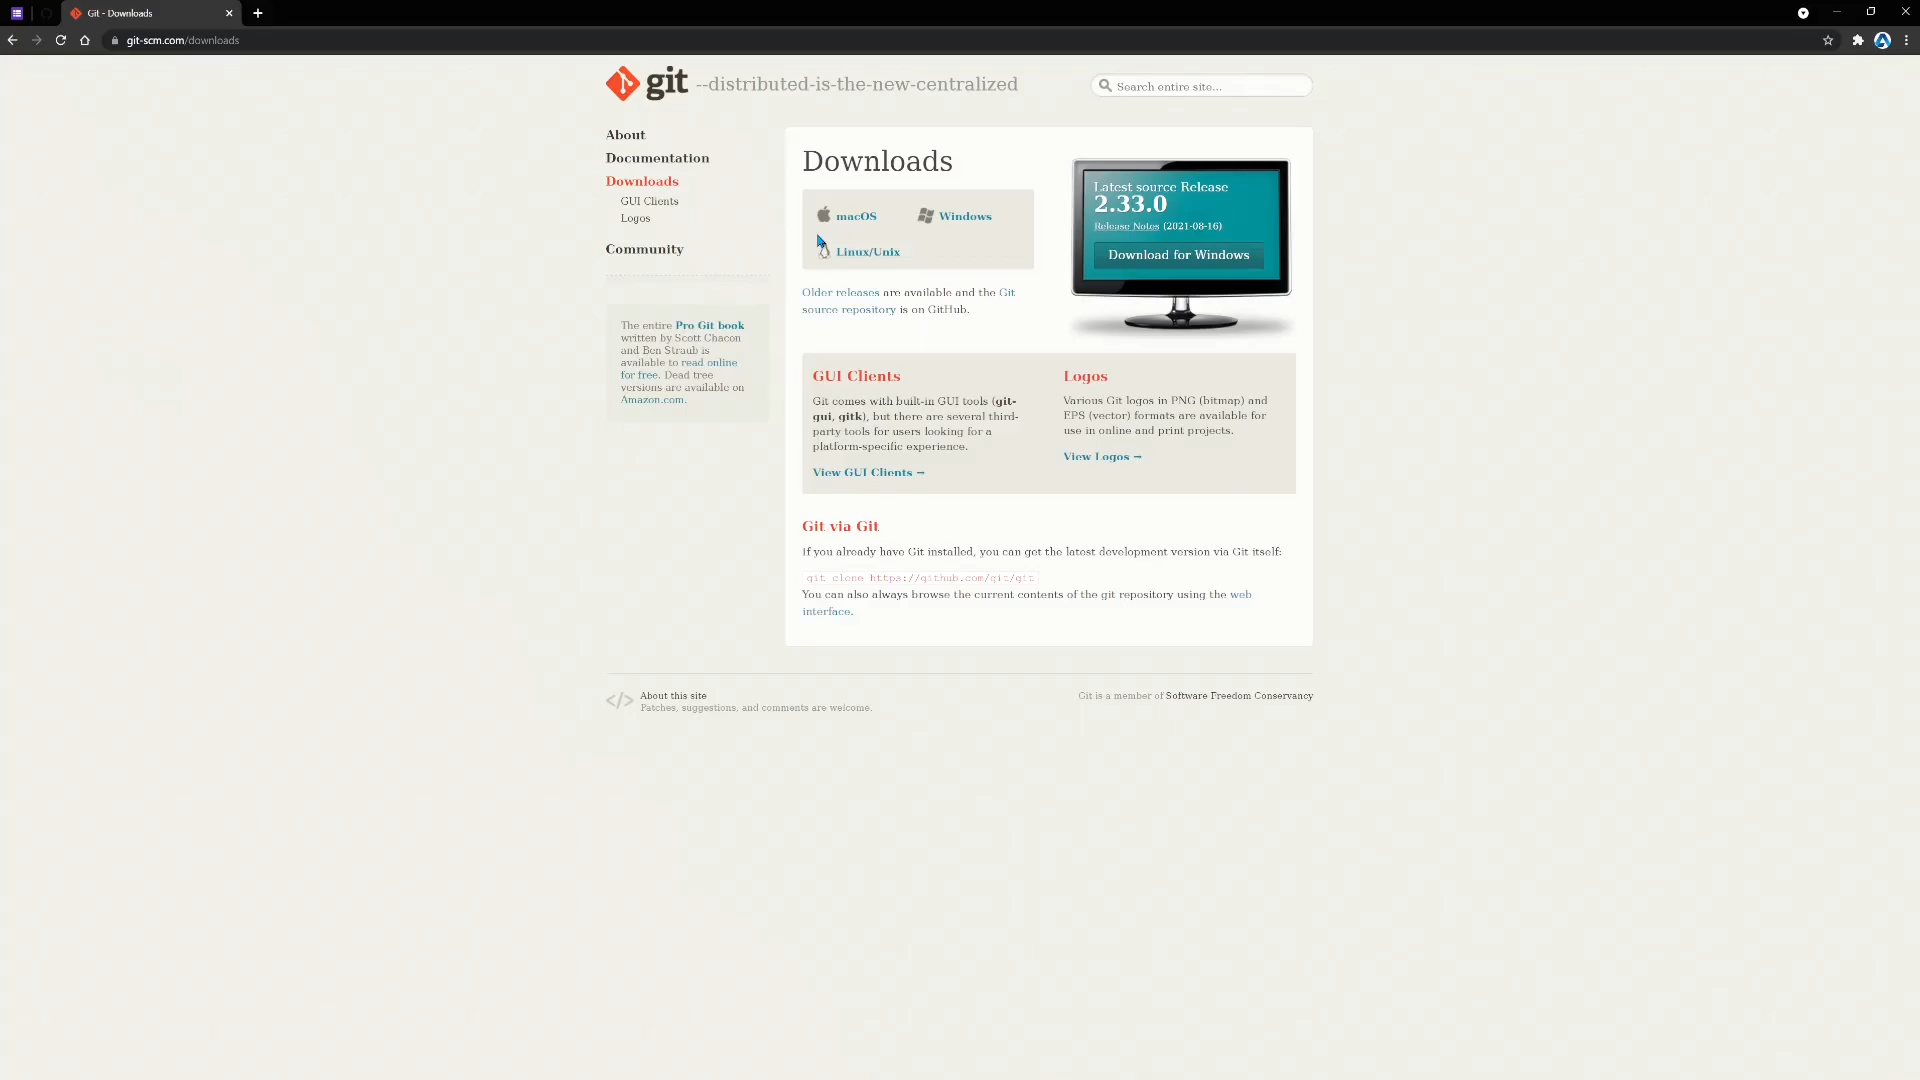 Git - Downloads
git-scm.com/downloads
git --distributed-is-the-new-centralized
Search entire site...
About
Documentation
Downloads
GUI Clients
Logos
Community
The entire Pro Git book
written by Scott Chacon
and Ben Straub is
available to read online
for free. Dead tree
versions are available on
Amazon.com.
Downloads
macOS
Windows
Linux/Unix
Older releases are available and the Git
source repository is on GitHub.
Latest source Release
2.33.0
Release Notes (2021-08-16)
Download for Windows
GUI Clients
Git comes with built-in GUI tools (git-
gui, gitk), but there are several third-
party tools for users looking for a
platform-specific experience.
View GUI Clients →
Logos
Various Git logos in PNG (bitmap) and
EPS (vector) formats are available for
use in online and print projects.
View Logos →
Git via Git
If you already have Git installed, you can get the latest development version via Git itself:
git clone https://github.com/git/git
You can also always browse the current contents of the git repository using the web
interface.
</> About this site
Patches, suggestions, and comments are welcome.
Git is a member of Software Freedom Conservancy